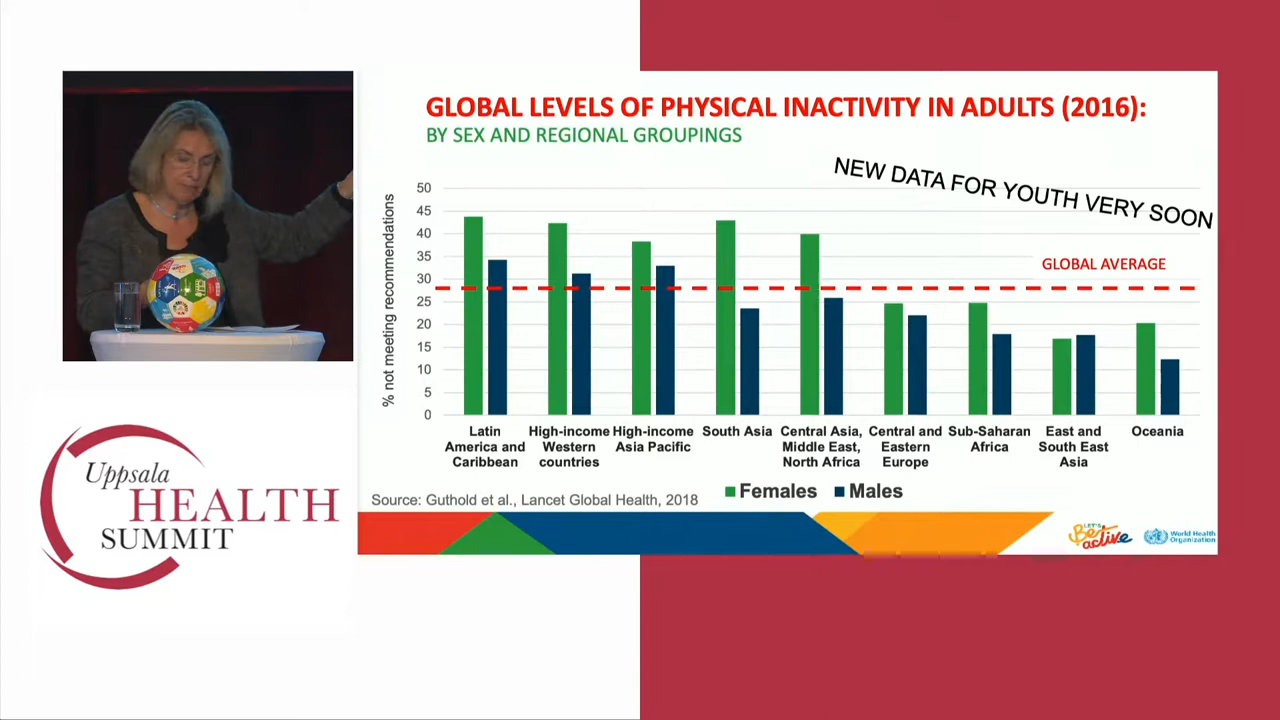 GLOBAL LEVELS OF PHYSICAL INACTIVITY IN ADULTS (2016):
BY SEX AND REGIONAL GROUPINGS
NEW DATA FOR YOUTH VERY SOON
GLOBAL AVERAGE
% not meeting recommendations
50
45
40
35
30
25
20
15
10
5
0
Latin
America and
Caribbean
High-income
Western
countries
High-income
Asia Pacific
South Asia
Central Asia,
Middle East,
North Africa
Central and
Eastern
Europe
Sub-Saharan
Africa
East and
South East
Asia
Oceania
Females
Males
Source: Guthold et al., Lancet Global Health, 2018
LET'S
Be
active
World Health
Organization
Uppsala
HEALTH
SUMMIT